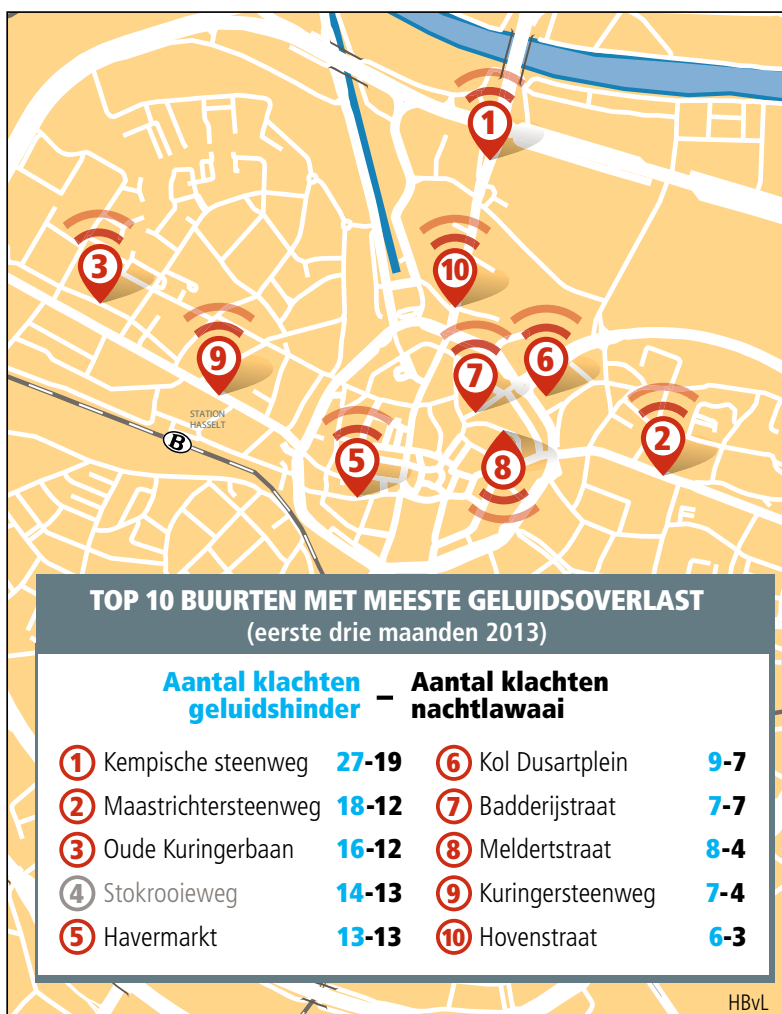 1
3
10
9
7
6
STATION
HASSELT
B
5
8
2
TOP 10 BUURTEN MET MEESTE GELUIDSOVERLAST
(eerste drie maanden 2013)
Aantal klachten geluidshinder – Aantal klachten nachtlawaai
1 Kempische steenweg 27-19
2 Maastrichtersteenweg 18-12
3 Oude Kuringerbaan 16-12
4 Stokrooieweg 14-13
5 Havermarkt 13-13
6 Kol Dusartplein 9-7
7 Badderijstraat 7-7
8 Meldertstraat 8-4
9 Kuringersteenweg 7-4
10 Hovenstraat 6-3
HBvL